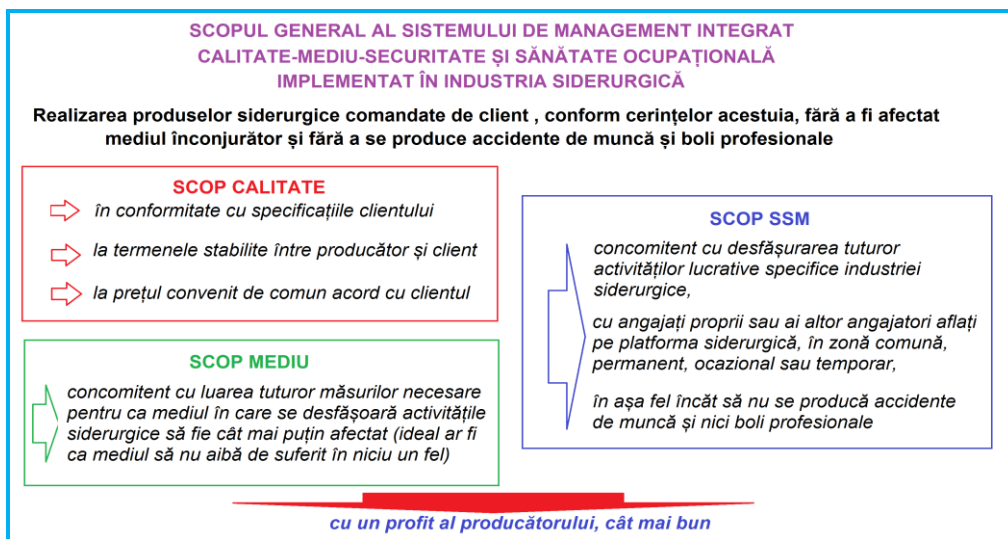 SCOPUL GENERAL AL SISTEMULUI DE MANAGEMENT INTEGRAT
CALITATE-MEDIU-SECURITATE ȘI SĂNĂTATE OCUPAȚIONALĂ
IMPLEMENTAT ÎN INDUSTRIA SIDERURGICĂ
Realizarea produselor siderurgice comandate de client , conform cerințelor acestuia, fără a fi afectat
mediul înconjurător și fără a se produce accidente de muncă și boli profesionale
SCOP CALITATE
în conformitate cu specificațiile clientului
la termenele stabilite între producător și client
la prețul convenit de comun acord cu clientul
SCOP MEDIU
concomitent cu luarea tuturor măsurilor necesare
pentru ca mediul în care se desfășoară activitățile
siderurgice să fie cât mai puțin afectat (ideal ar fi
ca mediul să nu aibă de suferit în niciu un fel)
SCOP SSM
concomitent cu desfășurarea tuturor
activităților lucrative specifice industriei
siderurgice,
cu angajați proprii sau ai altor angajatori aflați
pe platforma siderurgică, în zonă comună,
permanent, ocazional sau temporar,
în așa fel încât să nu se producă accidente
de muncă și nici boli profesionale
cu un profit al producătorului, cât mai bun